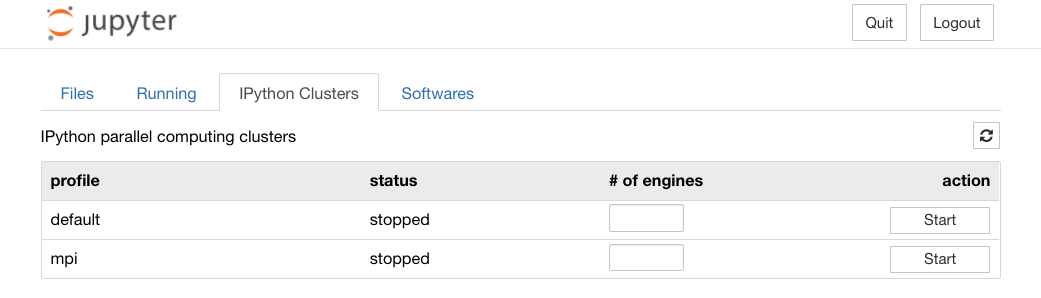 jupyter Quit Logout
Files Running IPython Clusters Softwares
IPython parallel computing clusters
profile status # of engines action
default stopped Start
mpi stopped Start